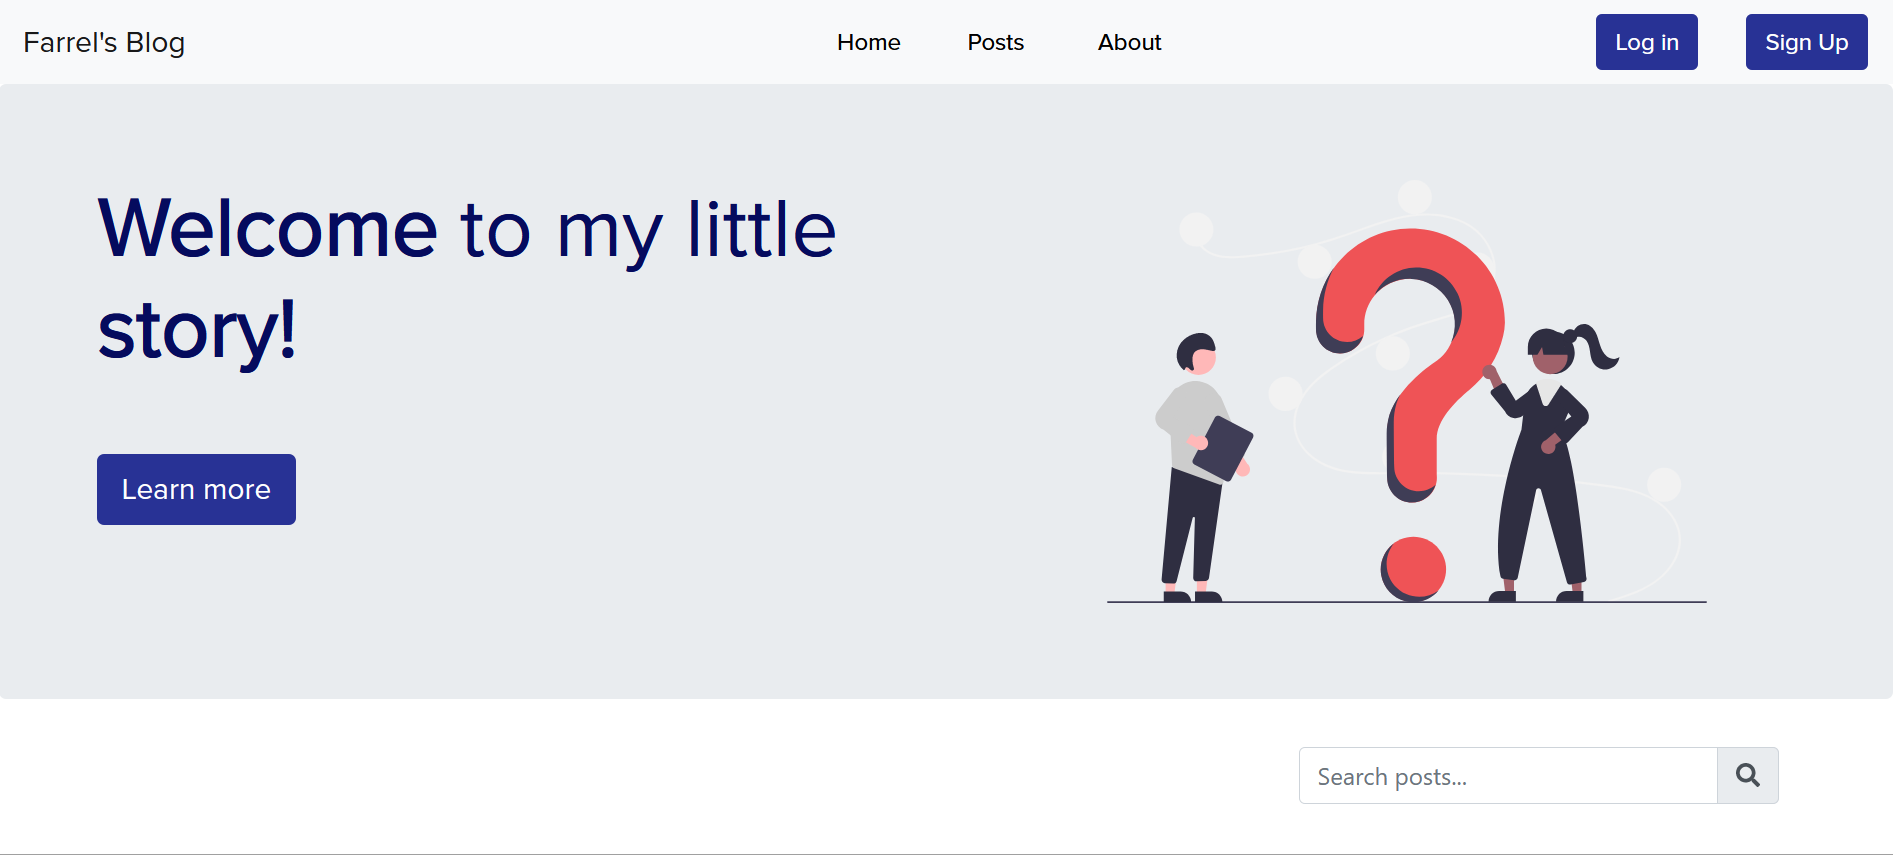 Farrel's Blog
Home
Posts
About
Log in
Sign Up
Welcome to my little
story!
Learn more
Search posts...